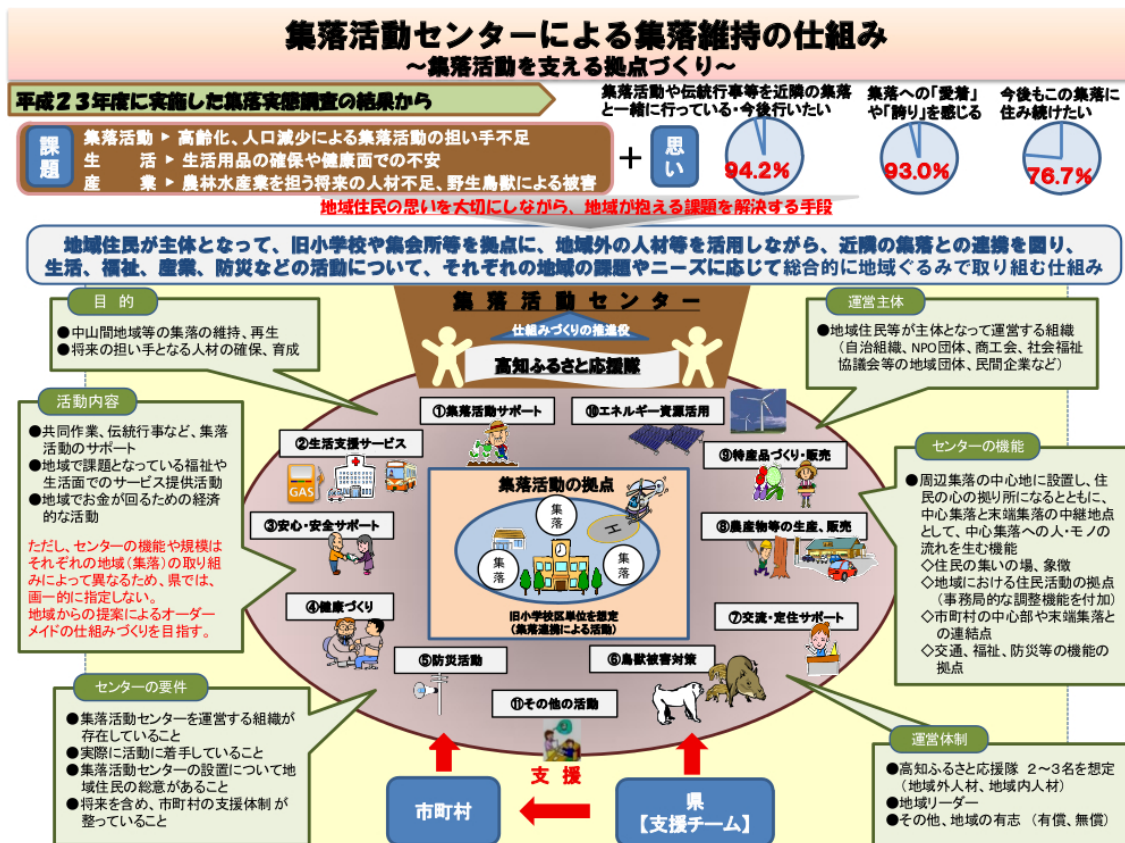 集落活動センターによる集落維持の仕組み
～集落活動を支える拠点づくり～
平成２３年度に実施した集落実態調査の結果から
課題
集落活動 ▶ 高齢化、人口減少による集落活動の担い手不足
生　　活 ▶ 生活用品の確保や健康面での不安
産　　業 ▶ 農林水産業を担う将来の人材不足、野生鳥獣による被害
＋
思い
集落活動や伝統行事等を近隣の集落
と一緒に行っている・今後行いたい
94.2%
集落への「愛着」
や「誇り」を感じる
93.0%
今後もこの集落に
住み続けたい
76.7%
地域住民の思いを大切にしながら、地域が抱える課題を解決する手段
地域住民が主体となって、旧小学校や集会所等を拠点に、地域外の人材等を活用しながら、近隣の集落との連携を図り、
生活、福祉、産業、防災などの活動について、それぞれの地域の課題やニーズに応じて総合的に地域ぐるみで取り組む仕組み
集落活動センター
仕組みづくりの推進役
高知ふるさと応援隊
目 的
●中山間地域等の集落の維持、再生
●将来の担い手となる人材の確保、育成
運営主体
●地域住民等が主体となって運営する組織
（自治組織、NPO団体、商工会、社会福祉
協議会等の地域団体、民間企業など）
活動内容
●共同作業、伝統行事など、集落
活動のサポート
●地域で課題となっている福祉や
生活面でのサービス提供活動
●地域でお金が回るための経済
的な活動
ただし、センターの機能や規模は
それぞれの地域（集落）の取り組
みによって異なるため、県では、
画一的に指定しない。
地域からの提案によるオーダー
メイドの仕組みづくりを目指す。
①集落活動サポート
②生活支援サービス
GAS
③安心・安全サポート
④健康づくり
⑤防災活動
⑥鳥獣被害対策
⑦交流・定住サポート
⑧農産物等の生産、販売
⑨特産品づくり・販売
⑩エネルギー資源活用
⑪その他の活動
集落活動の拠点
集落
集落
集落
H
旧小学校区単位を想定
（集落連携による活動）
センターの機能
●周辺集落の中心地に設置し、住
民の心の拠り所になるとともに、
中心集落と末端集落の中継地点
として、中心集落への人・モノの
流れを生む機能
◇住民の集いの場、象徴
◇地域における住民活動の拠点
（事務局的な調整機能を付加）
◇市町村の中心部や末端集落と
の連結点
◇交通、福祉、防災等の機能の
拠点
センターの要件
●集落活動センターを運営する組織が
存在していること
●実際に活動に着手していること
●集落活動センターの設置について地
域住民の総意があること
●将来を含め、市町村の支援体制が
整っていること
支 援
市町村
県
【支援チーム】
運営体制
●高知ふるさと応援隊 ２～３名を想定
（地域外人材、地域内人材）
●地域リーダー
●その他、地域の有志 （有償、無償）